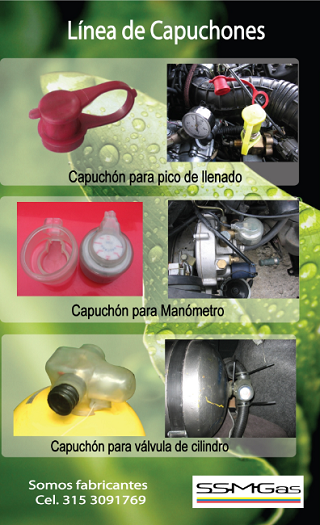 Línea de Capuchones
Capuchón para pico de llenado
Capuchón para Manómetro
Capuchón para válvula de cilindro
Somos fabricantes
Cel. 315 3091769
SSMGas